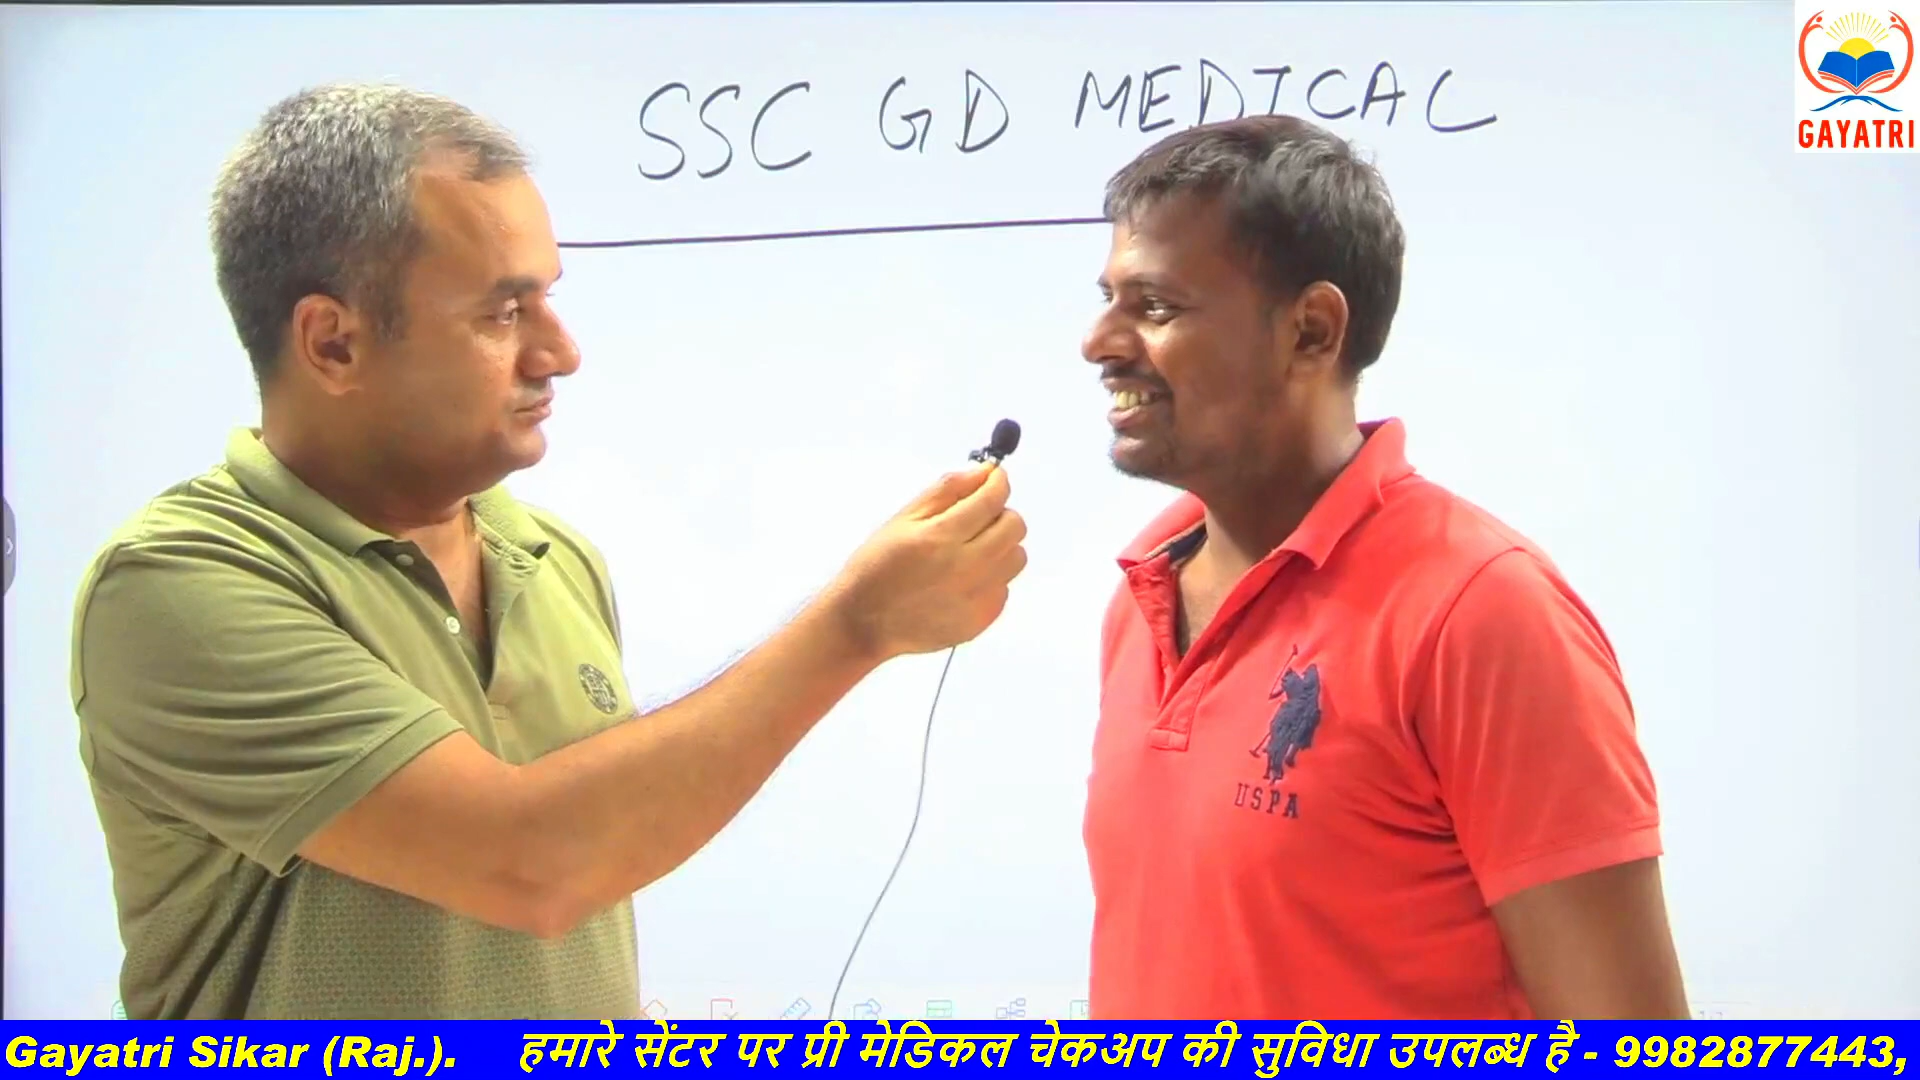 SSC GD MEDICAL
GAYATRI
USPA
Gayatri Sikar (Raj.). हमारे सेंटर पर प्री मेडिकल चेकअप की सुविधा उपलब्ध है - 9982877443,